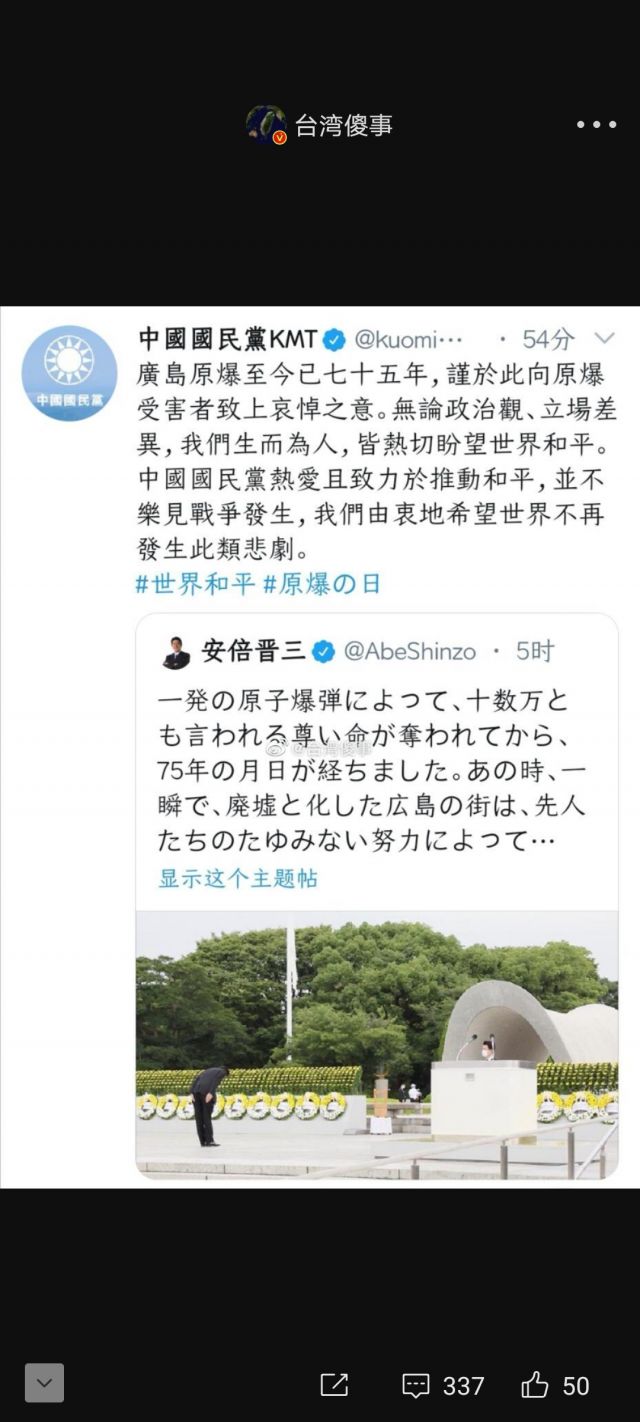 台湾傻事
中國國民黨KMT @kuomi… · 54分
廣島原爆至今已七十五年，謹於此向原爆
受害者致上哀悼之意。無論政治觀、立場差
異，我們生而為人，皆熱切盼望世界和平。
中國國民黨熱愛且致力於推動和平，並不
樂見戰爭發生，我們由衷地希望世界不再
發生此類悲劇。
#世界和平 #原爆の日
中國國民黨
安倍晋三 @AbeShinzo · 5时
一発の原子爆弾によって、十数万と
も言われる尊い命が奪われてから、
@台湾傻事
75年の月日が経ちました。あの時、一
瞬で、廃墟と化した広島の街は、先人
たちのたゆみない努力によって…
显示这个主题帖
337
50